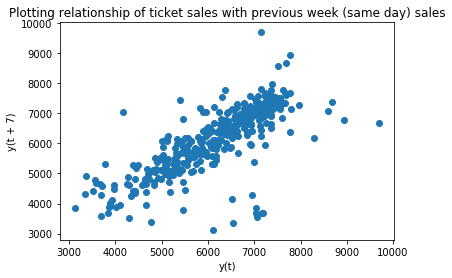 Plotting relationship of ticket sales with previous week (same day) sales
10000
9000
8000
7000
6000
5000
4000
3000
y(t + 7)
3000 4000 5000 6000 7000 8000 9000 10000
y(t)